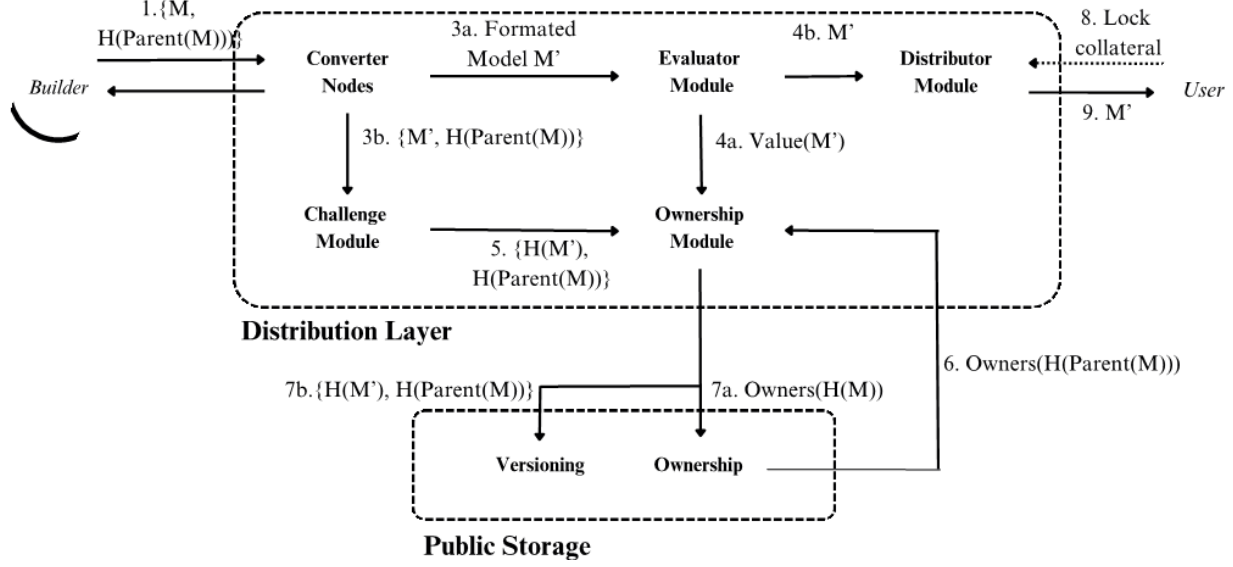 1.{M,
H(Parent(M))}
Builder
Converter
Nodes
3a. Formated
Model M’
Evaluator
Module
4b. M’
Distributor
Module
8. Lock
collateral
User
9. M’
3b. {M’, H(Parent(M))}
4a. Value(M’)
Challenge
Module
5. {H(M’),
H(Parent(M))}
Ownership
Module
Distribution Layer
6. Owners(H(Parent(M)))
7b.{H(M’), H(Parent(M))}
7a. Owners(H(M))
Versioning
Ownership
Public Storage